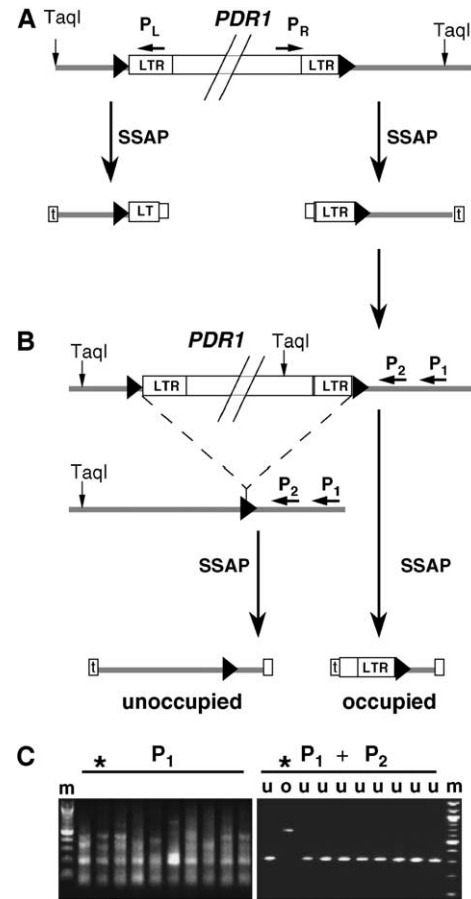 A
TaqI PL PDR1 PR TaqI
LTR LTR
SSAP SSAP
t LT LTR t
B
TaqI PDR1 TaqI
LTR LTR P2 P1
TaqI P2 P1
SSAP SSAP
t t LTR
unoccupied occupied
C
* P1 * P1 + P2
m u o u u u u u u u u m